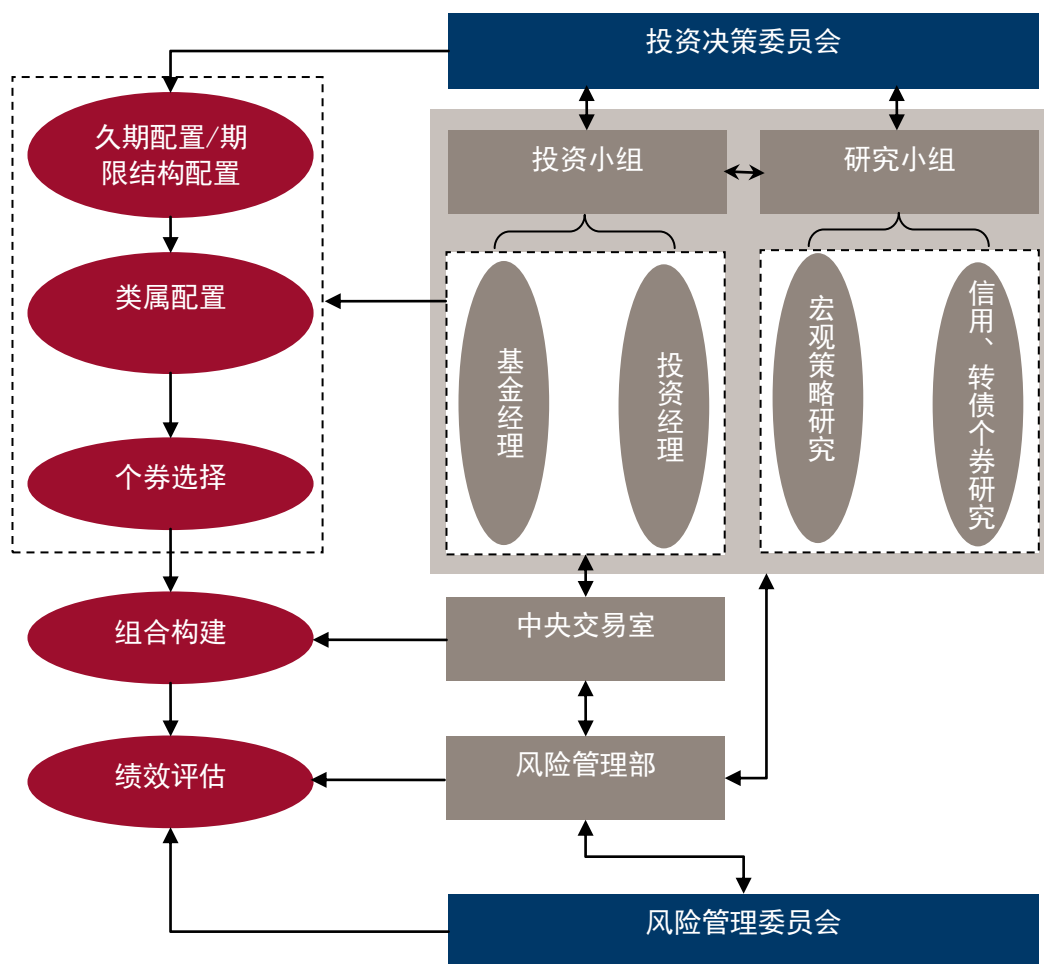 投资决策委员会
久期配置/期
限结构配置
投资小组
研究小组
类属配置
基金经理
投资经理
宏观策略研究
信用、转债个券研究
个券选择
组合构建
中央交易室
绩效评估
风险管理部
风险管理委员会